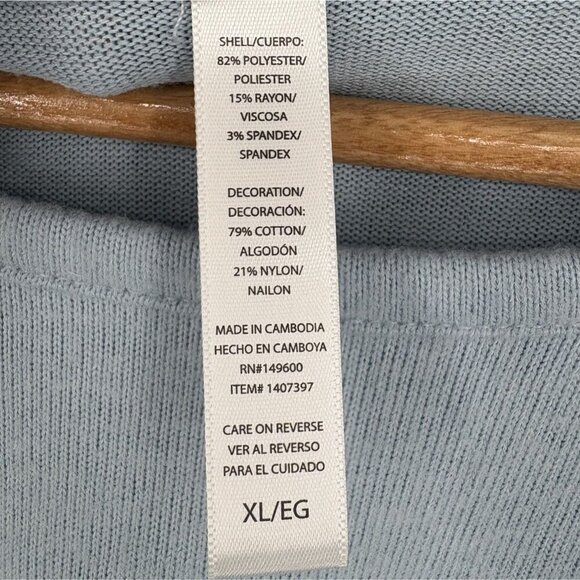 SHELL/CUERPO:
82% POLYESTER/
POLIESTER
15% RAYON/
VISCOSA
3% SPANDEX/
SPANDEX
DECORATION/
DECORACIÓN:
79% COTTON/
ALGODÓN
21% NYLON/
NAILON
MADE IN CAMBODIA
HECHO EN CAMBOYA
RN#149600
ITEM# 1407397
CARE ON REVERSE
VER AL REVERSO
PARA EL CUIDADO
XL/EG